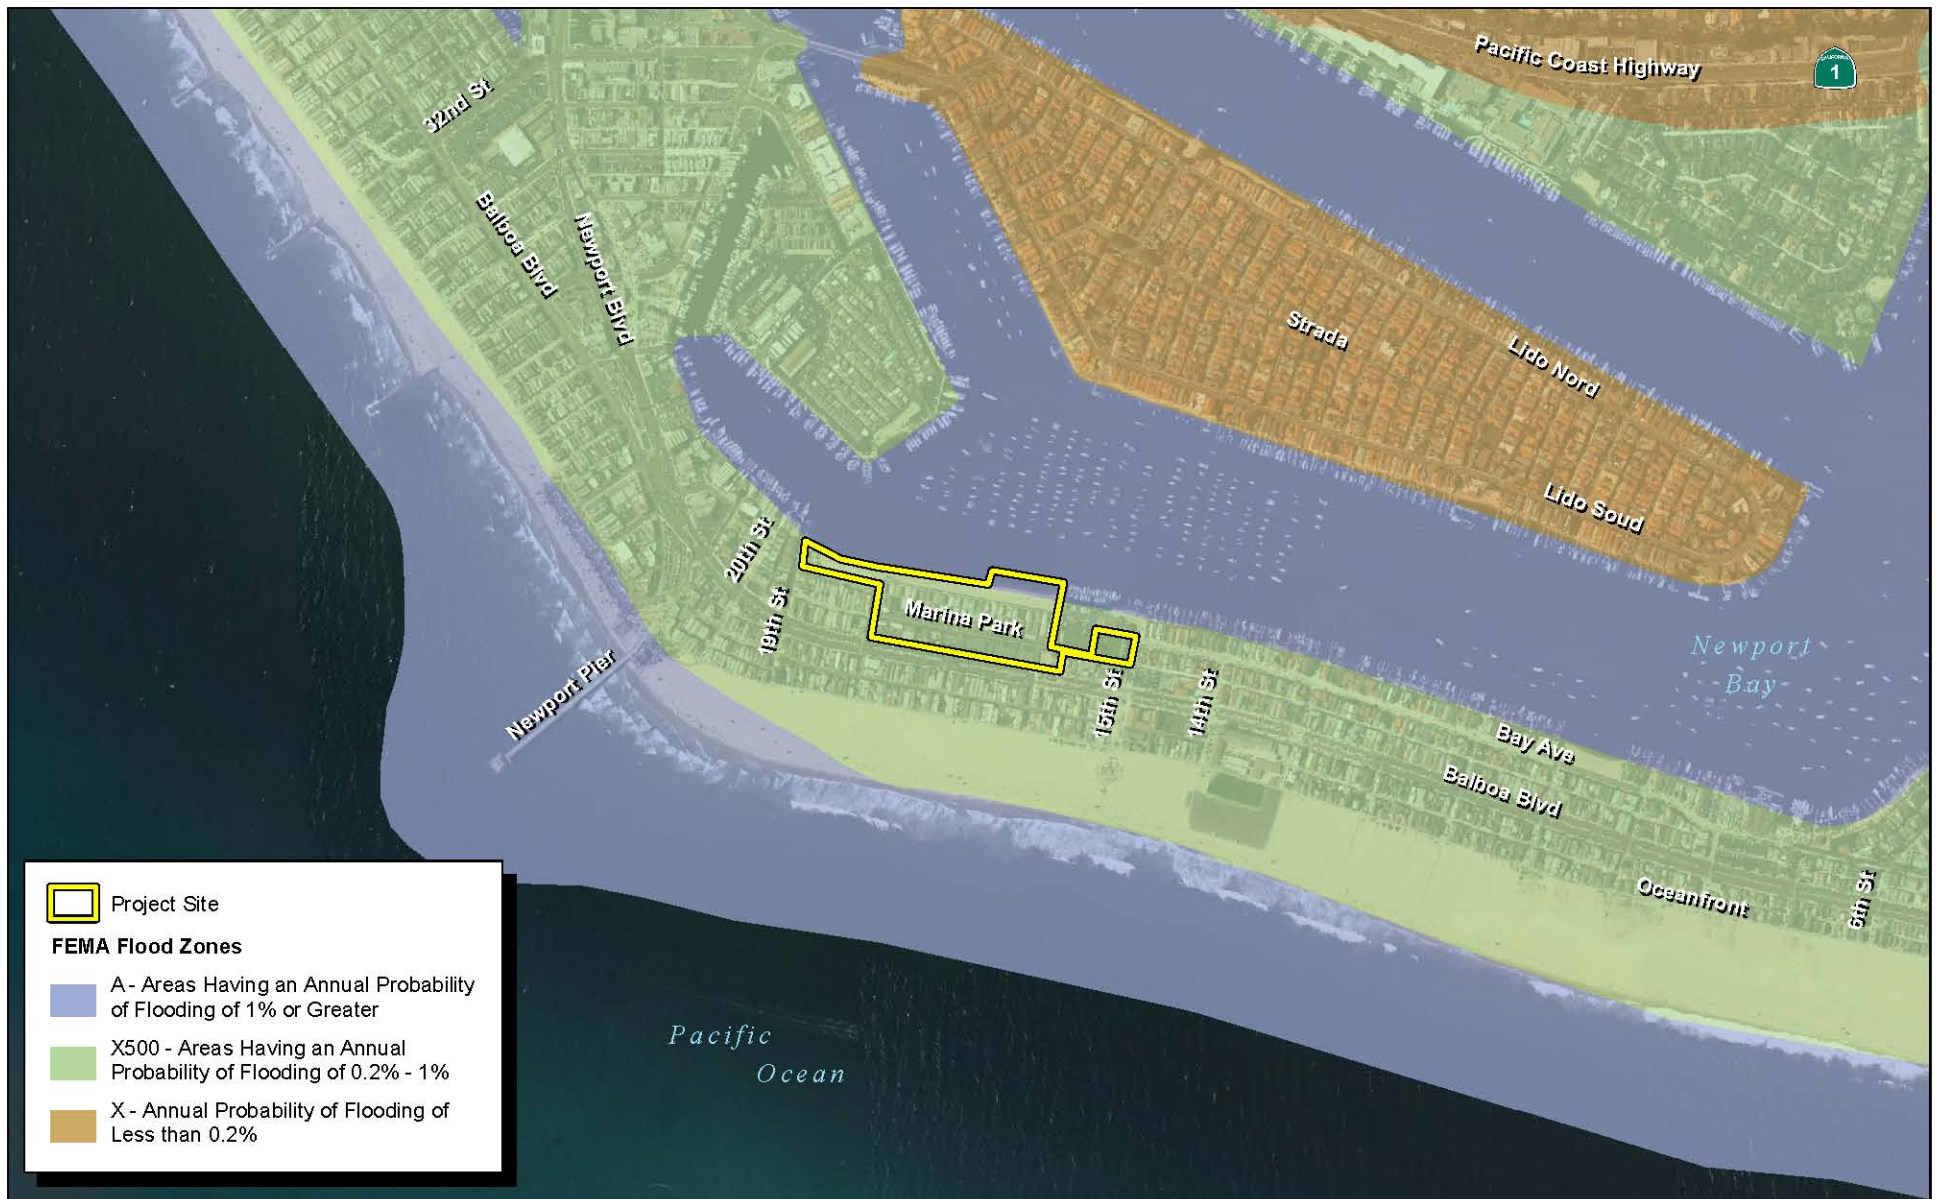 Pacific Coast Highway
CALIFORNIA
1
32nd St
Balboa Blvd
Newport Blvd
Strada
Lido Nord
Lido Soud
20th St
19th St
Marina Park
Newport Pier
15th St
14th St
Newport
Bay
Bay Ave
Balboa Blvd
Oceanfront
6th St
Pacific
Ocean
Project Site
FEMA Flood Zones
A - Areas Having an Annual Probability
of Flooding of 1% or Greater
X500 - Areas Having an Annual
Probability of Flooding of 0.2% - 1%
X - Annual Probability of Flooding of
Less than 0.2%